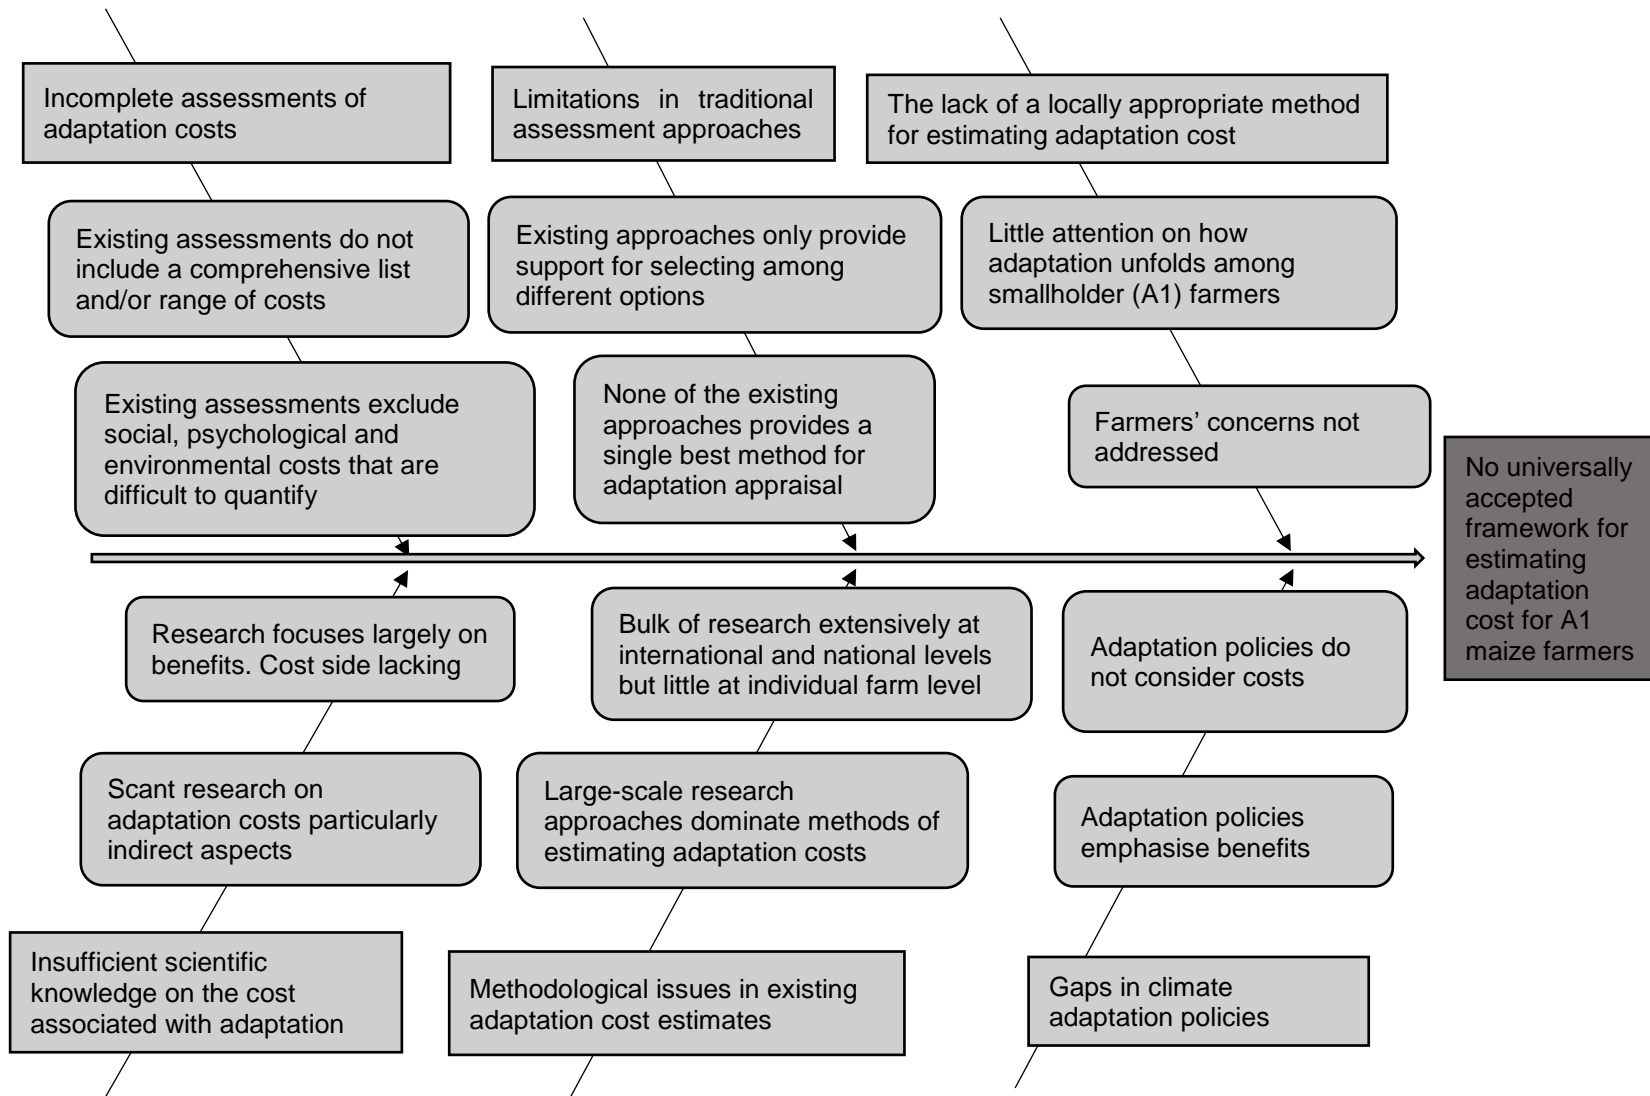 Incomplete assessments of
adaptation costs
Limitations in traditional
assessment approaches
The lack of a locally appropriate method
for estimating adaptation cost
Existing assessments do not
include a comprehensive list
and/or range of costs
Existing approaches only provide
support for selecting among
different options
Little attention on how
adaptation unfolds among
smallholder (A1) farmers
Existing assessments exclude
social, psychological and
environmental costs that are
difficult to quantify
None of the existing
approaches provides a
single best method for
adaptation appraisal
Farmers’ concerns not
addressed
No universally
accepted
framework for
estimating
adaptation
cost for A1
maize farmers
Research focuses largely on
benefits. Cost side lacking
Bulk of research extensively at
international and national levels
but little at individual farm level
Adaptation policies do
not consider costs
Scant research on
adaptation costs particularly
indirect aspects
Large-scale research
approaches dominate methods of
estimating adaptation costs
Adaptation policies
emphasise benefits
Insufficient scientific
knowledge on the cost
associated with adaptation
Methodological issues in existing
adaptation cost estimates
Gaps in climate
adaptation policies